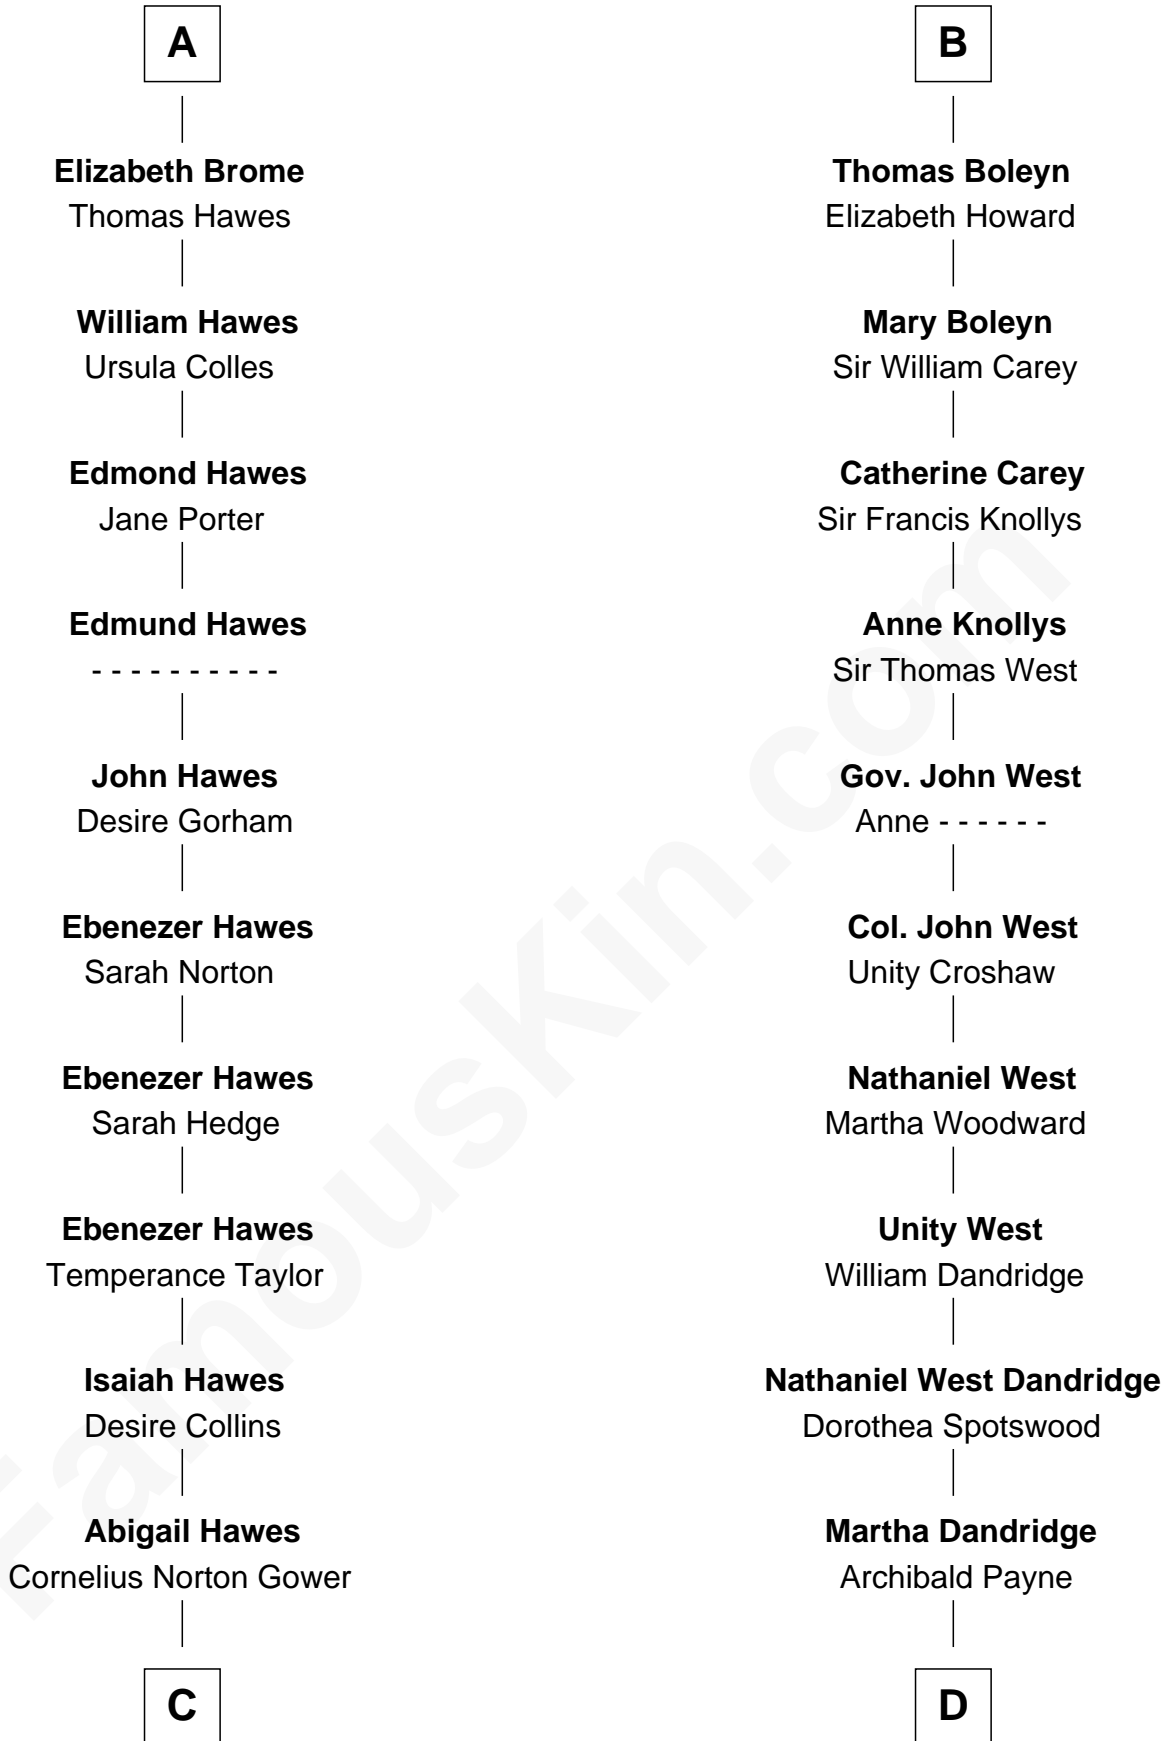 A
Elizabeth Brome
Thomas Hawes
William Hawes
Ursula Colles
Edmond Hawes
Jane Porter
Edmund Hawes
- - - - - - - - - -
John Hawes
Desire Gorham
Ebenezer Hawes
Sarah Norton
Ebenezer Hawes
Sarah Hedge
Ebenezer Hawes
Temperance Taylor
Isaiah Hawes
Desire Collins
Abigail Hawes
Cornelius Norton Gower
C
B
Thomas Boleyn
Elizabeth Howard
Mary Boleyn
Sir William Carey
Catherine Carey
Sir Francis Knollys
Anne Knollys
Sir Thomas West
Gov. John West
Anne - - - - - -
Col. John West
Unity Croshaw
Nathaniel West
Martha Woodward
Unity West
William Dandridge
Nathaniel West Dandridge
Dorothea Spotswood
Martha Dandridge
Archibald Payne
D
FamousKin.com